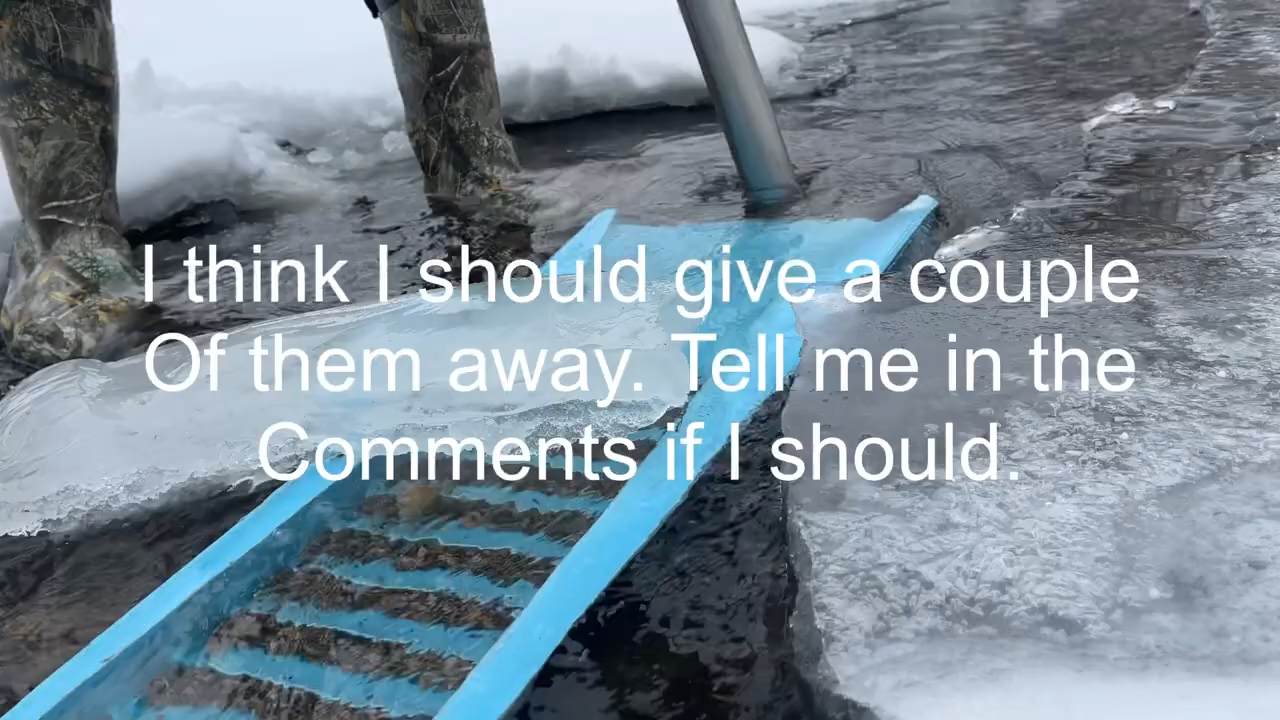 I think I should give a couple
Of them away. Tell me in the
Comments if I should.